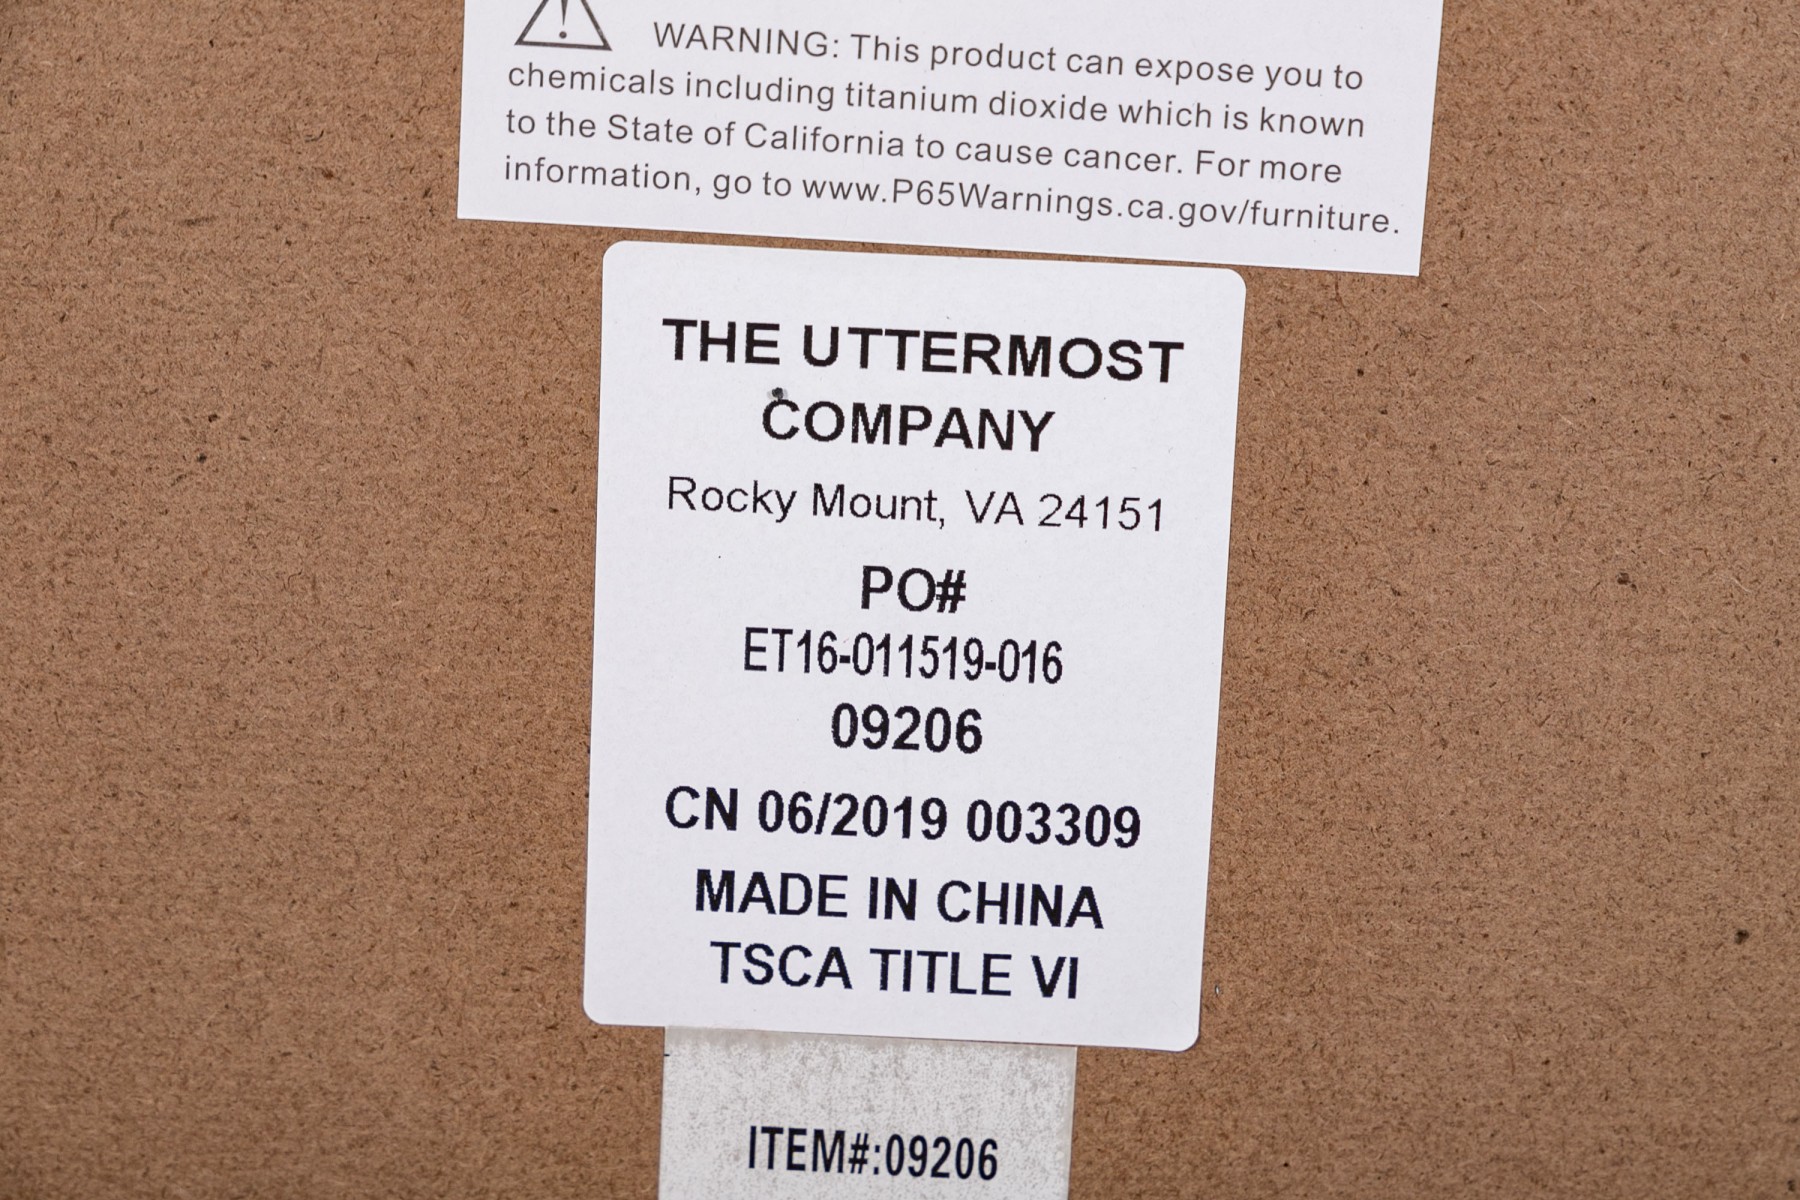 WARNING: This product can expose you to
chemicals including titanium dioxide which is known
to the State of California to cause cancer. For more
information, go to www.P65Warnings.ca.gov/furniture.
THE UTTERMOST
COMPANY
Rocky Mount, VA 24151
PO#
ET16-011519-016
09206
CN 06/2019 003309
MADE IN CHINA
TSCA TITLE VI
ITEM#:09206